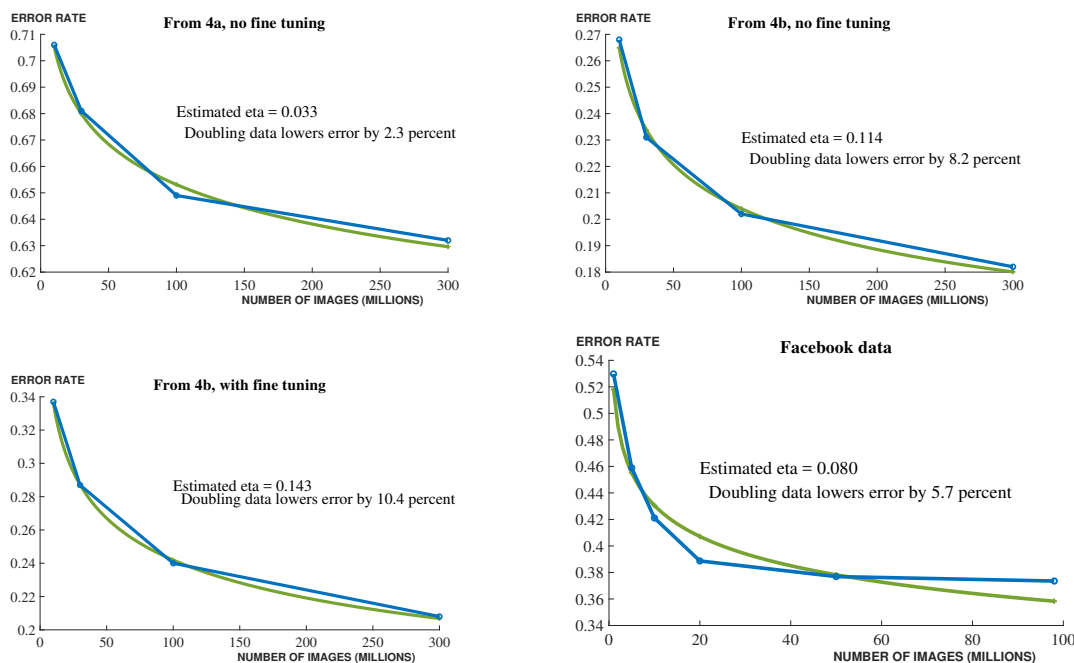 ERROR RATE
From 4a, no fine tuning
0.71
0.7
0.69
0.68
0.67
0.66
0.65
0.64
0.63
0.62
Estimated eta = 0.033
Doubling data lowers error by 2.3 percent
0 50 100 150 200 250 300
NUMBER OF IMAGES (MILLIONS)
ERROR RATE
From 4b, no fine tuning
0.27
0.26
0.25
0.24
0.23
0.22
0.21
0.2
0.19
0.18
Estimated eta = 0.114
Doubling data lowers error by 8.2 percent
0 50 100 150 200 250 300
NUMBER OF IMAGES (MILLIONS)
ERROR RATE
From 4b, with fine tuning
0.34
0.32
0.28
0.24
0.22
0.2
Estimated eta = 0.143
Doubling data lowers error by 10.4 percent
0 50 100 150 200 250 300
NUMBER OF IMAGES (MILLIONS)
ERROR RATE
Facebook data
0.54
0.52
0.5
0.48
0.46
0.44
0.42
0.4
0.38
0.36
0.34
Estimated eta = 0.080
Doubling data lowers error by 5.7 percent
0 20 40 60 80 100
NUMBER OF IMAGES (MILLIONS)